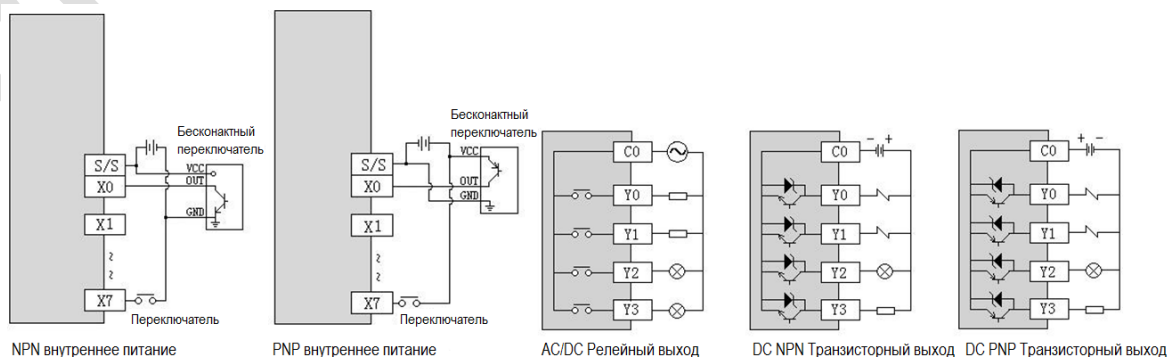 Бесконактный
переключатель
S/S
VCC
OUT
X0
GND
X1
X7
Переключатель
NPN внутреннее питание
Бесконактный
переключатель
S/S
VCC
OUT
X0
GND
X1
X7
Переключатель
PNP внутреннее питание
C0
Y0
Y1
Y2
Y3
AC/DC Релейный выход
− +
C0
Y0
Y1
Y2
Y3
DC NPN Транзисторный выход
+ −
C0
Y0
Y1
Y2
Y3
DC PNP Транзисторный выход